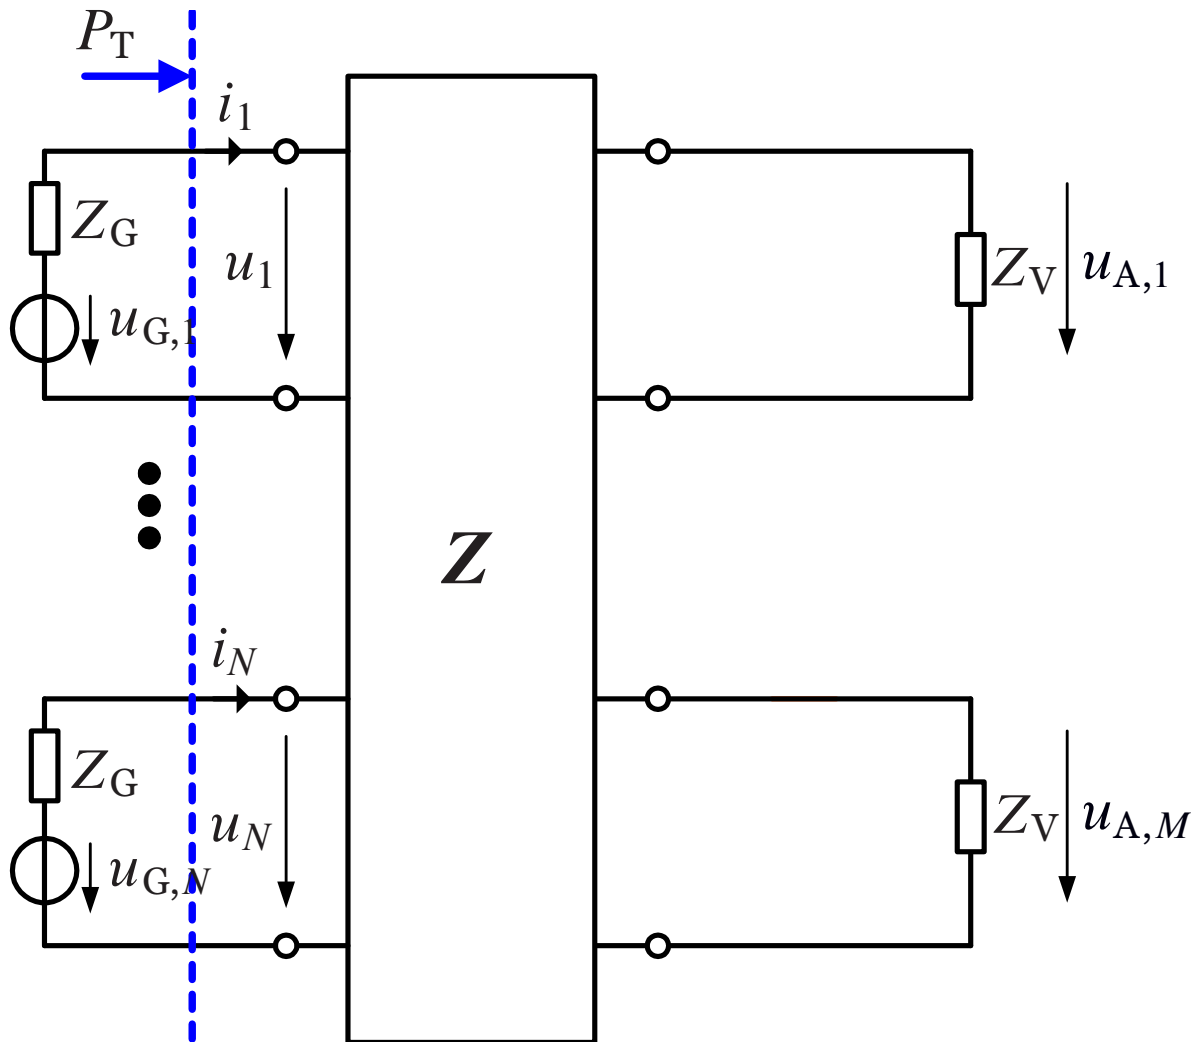 P_T
i_1
Z_G
u_1
u_G,1
Z_V
u_A,1
Z
i_N
Z_G
u_N
u_G,N
Z_V
u_A,M